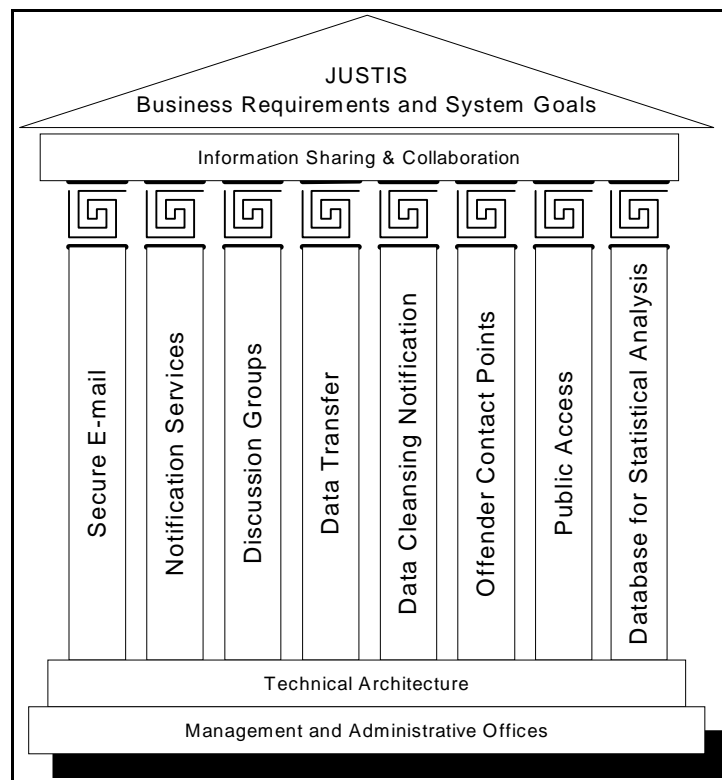 JUSTIS
Business Requirements and System Goals
Information Sharing & Collaboration
Secure E-mail
Notification Services
Discussion Groups
Data Transfer
Data Cleansing Notification
Offender Contact Points
Public Access
Database for Statistical Analysis
Technical Architecture
Management and Administrative Offices